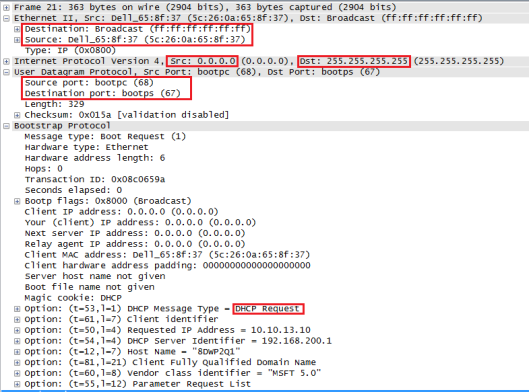 Frame 21: 363 bytes on wire (2904 bits), 363 bytes captured (2904 bits)
Ethernet II, Src: Dell_65:8f:37 (5c:26:0a:65:8f:37), Dst: Broadcast (ff:ff:ff:ff:ff:ff)
Destination: Broadcast (ff:ff:ff:ff:ff:ff)
Source: Dell_65:8f:37 (5c:26:0a:65:8f:37)
Type: IP (0x0800)
Internet Protocol Version 4, Src: 0.0.0.0 (0.0.0.0), Dst: 255.255.255.255 (255.255.255.255)
User Datagram Protocol, Src Port: bootpc (68), Dst Port: bootps (67)
Source port: bootpc (68)
Destination port: bootps (67)
Length: 329
Checksum: 0x015a [validation disabled]
Bootstrap Protocol
Message type: Boot Request (1)
Hardware type: Ethernet
Hardware address length: 6
Hops: 0
Transaction ID: 0x08c0659a
Seconds elapsed: 0
Bootp flags: 0x8000 (Broadcast)
Client IP address: 0.0.0.0 (0.0.0.0)
Your (client) IP address: 0.0.0.0 (0.0.0.0)
Next server IP address: 0.0.0.0 (0.0.0.0)
Relay agent IP address: 0.0.0.0 (0.0.0.0)
Client MAC address: Dell_65:8f:37 (5c:26:0a:65:8f:37)
Client hardware address padding: 00000000000000000000
Server host name not given
Boot file name not given
Magic cookie: DHCP
Option: (t=53,l=1) DHCP Message Type = DHCP Request
Option: (t=61,l=7) Client identifier
Option: (t=50,l=4) Requested IP Address = 10.10.13.10
Option: (t=54,l=4) DHCP Server Identifier = 192.168.200.1
Option: (t=12,l=7) Host Name = "8DWP2Q1"
Option: (t=81,l=21) Client Fully Qualified Domain Name
Option: (t=60,l=8) Vendor class identifier = "MSFT 5.0"
Option: (t=55,l=12) Parameter Request List